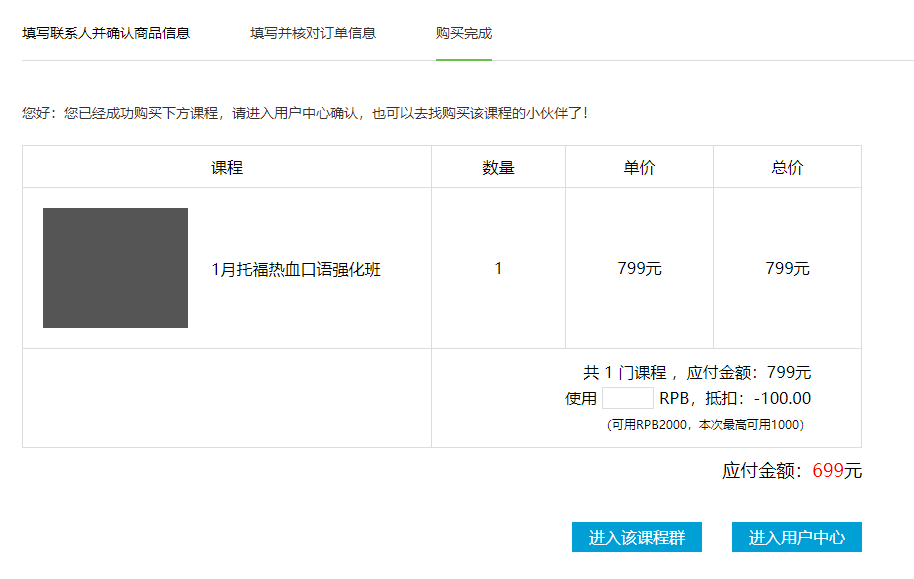 填写联系人并确认商品信息 填写并核对订单信息 购买完成
您好：您已经成功购买下方课程，请进入用户中心确认，也可以去找购买该课程的小伙伴了！
课程 数量 单价 总价
1月托福热血口语强化班 1 799元 799元
共 1 门课程 ，应付金额：799元
使用 RPB，抵扣：-100.00
（可用RPB2000，本次最高可用1000）
应付金额：699元
进入该课程群 进入用户中心